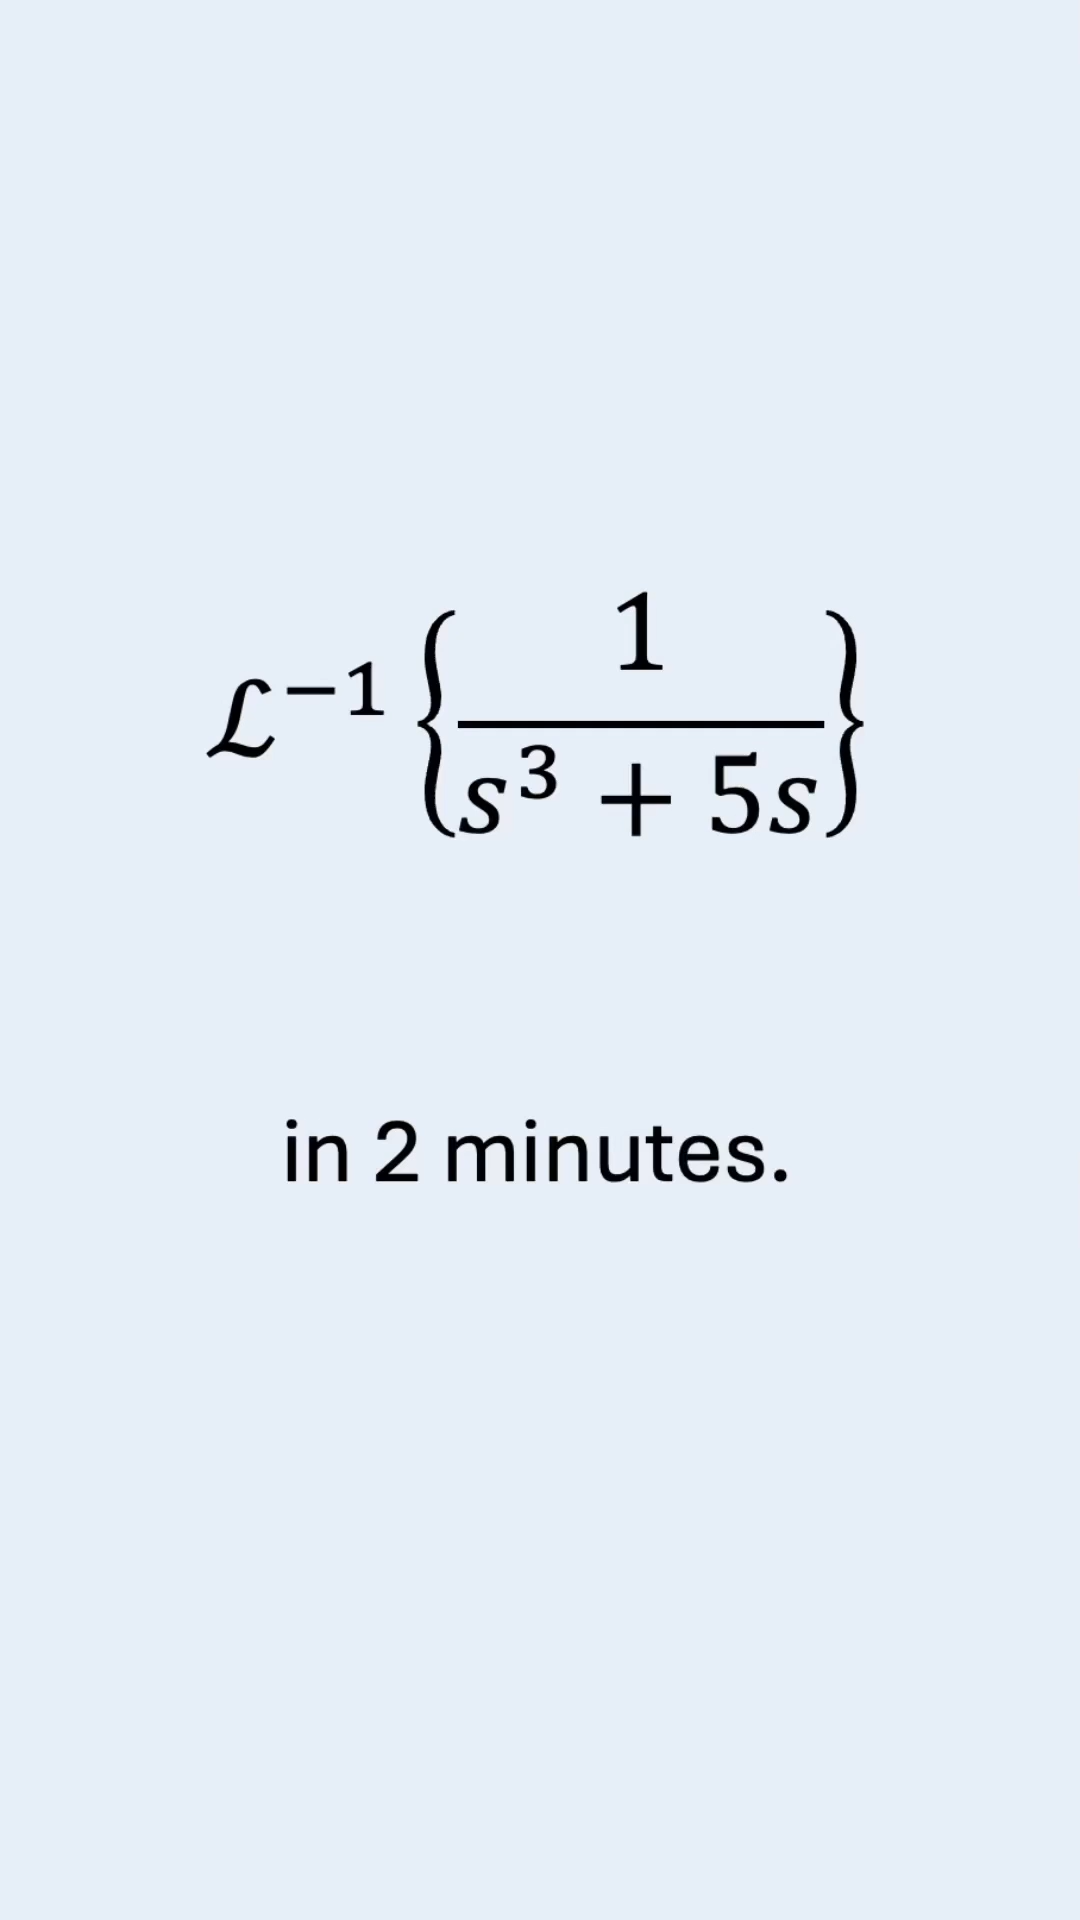 ℒ⁻¹ { 1 / (s³ + 5s) }
in 2 minutes.